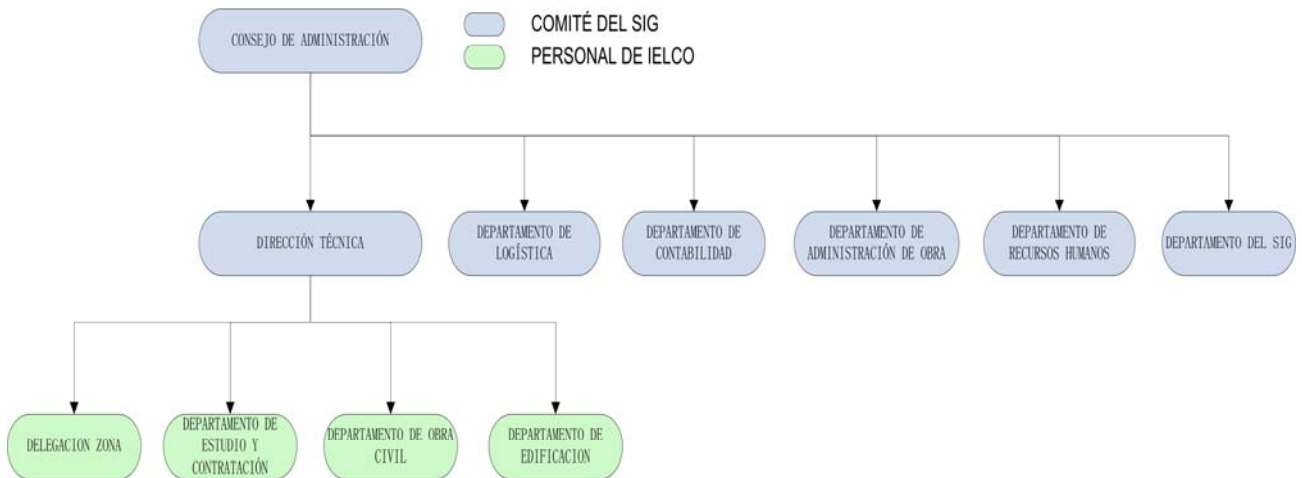 CONSEJO DE ADMINISTRACIÓN
COMITÉ DEL SIG
PERSONAL DE IELCO
DIRECCIÓN TÉCNICA
DEPARTAMENTO DE
LOGÍSTICA
DEPARTAMENTO DE
CONTABILIDAD
DEPARTAMENTO DE
ADMINISTRACIÓN DE OBRA
DEPARTAMENTO DE
RECURSOS HUMANOS
DEPARTAMENTO DEL SIG
DELEGACION ZONA
DEPARTAMENTO DE
ESTUDIO Y
CONTRATACIÓN
DEPARTAMENTO DE OBRA
CIVIL
DEPARTAMENTO DE
EDIFICACION